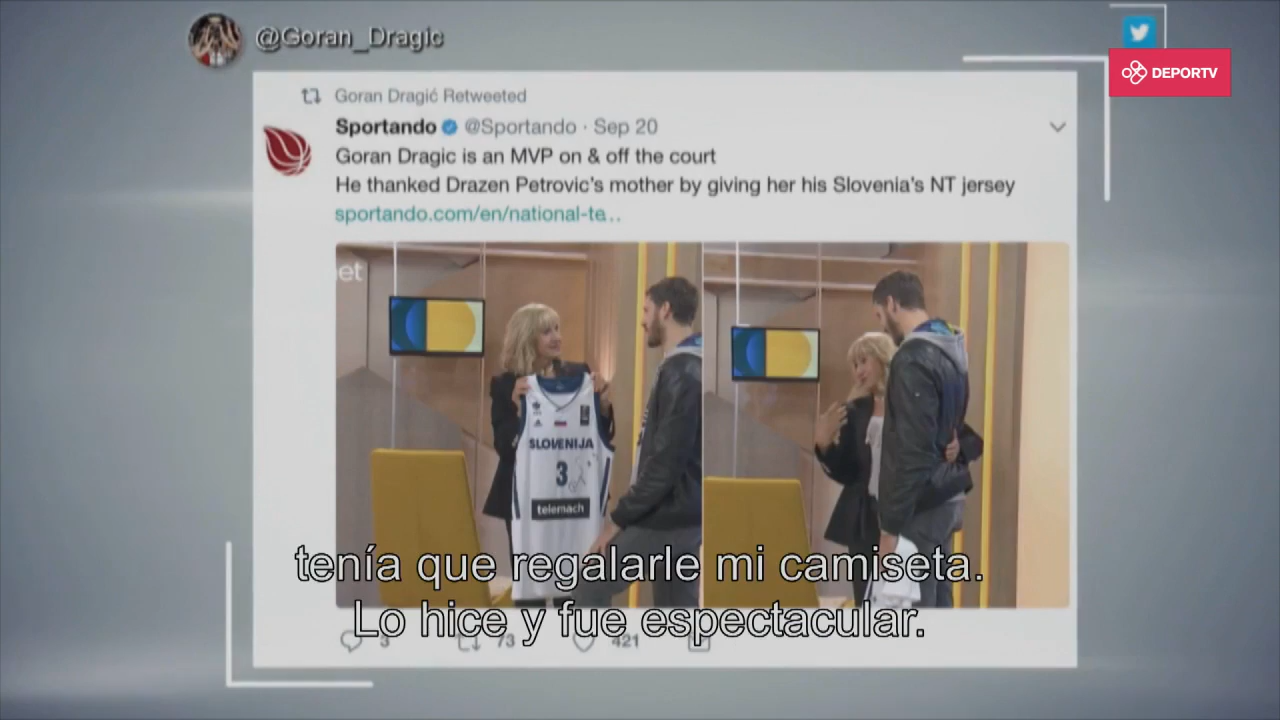 @Goran_Dragic
DEPORTV
Goran Dragić Retweeted
Sportando @Sportando · Sep 20
Goran Dragic is an MVP on & off the court
He thanked Drazen Petrovic's mother by giving her his Slovenia's NT jersey
sportando.com/en/national-te…
et
SLOVENIJA
3
telemach
tenía que regalarle mi camiseta.
Lo hice y fue espectacular.
3 73 421